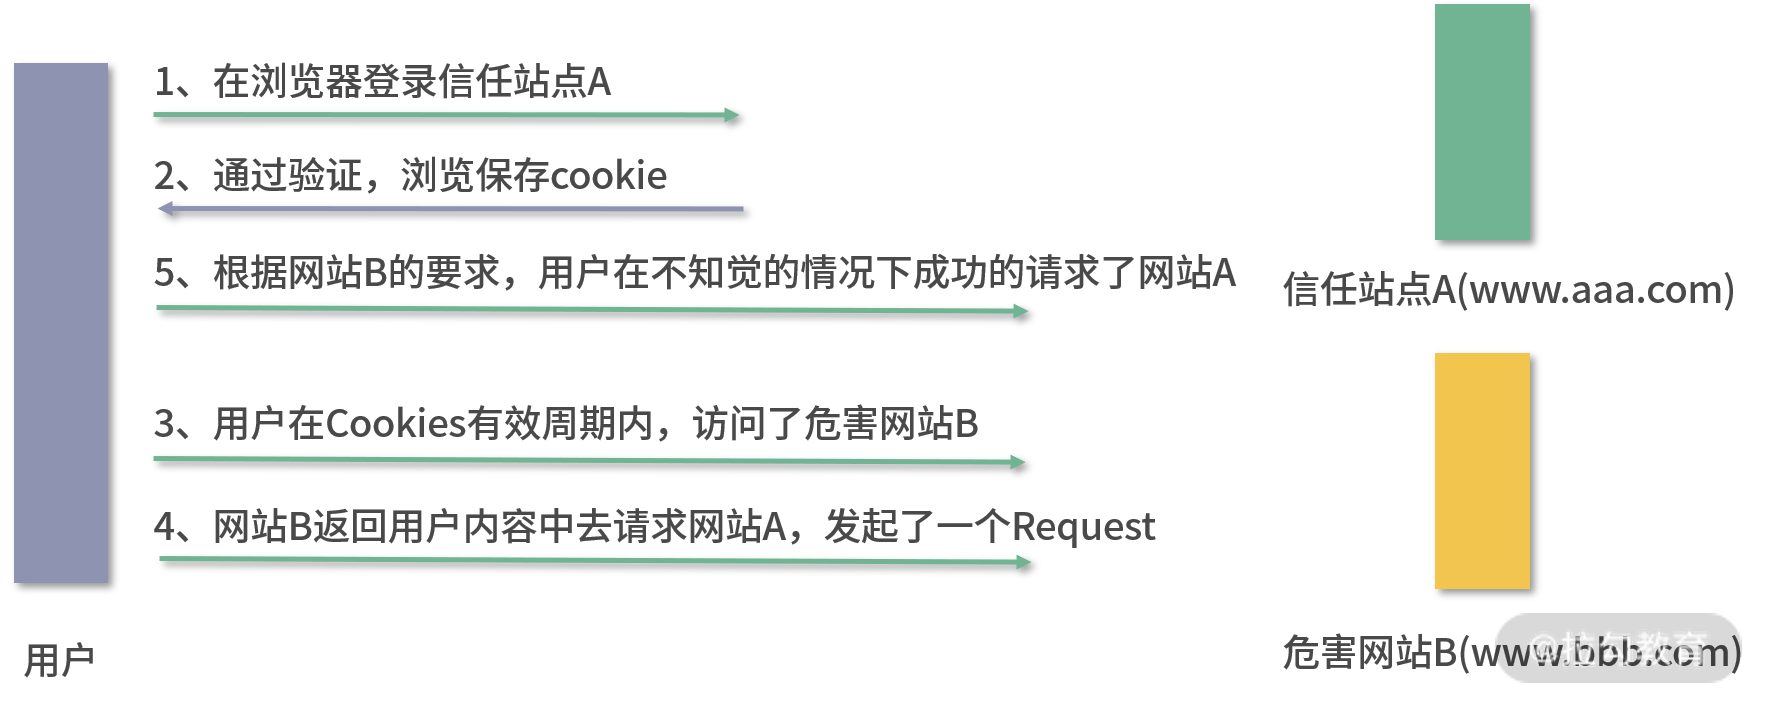 1、在浏览器登录信任站点A
2、通过验证，浏览保存cookie
5、根据网站B的要求，用户在不知觉的情况下成功的请求了网站A
信任站点A(www.aaa.com)
3、用户在Cookies有效周期内，访问了危害网站B
4、网站B返回用户内容中去请求网站A，发起了一个Request
用户
危害网站B(www.bbb.com)
@拉勾教育